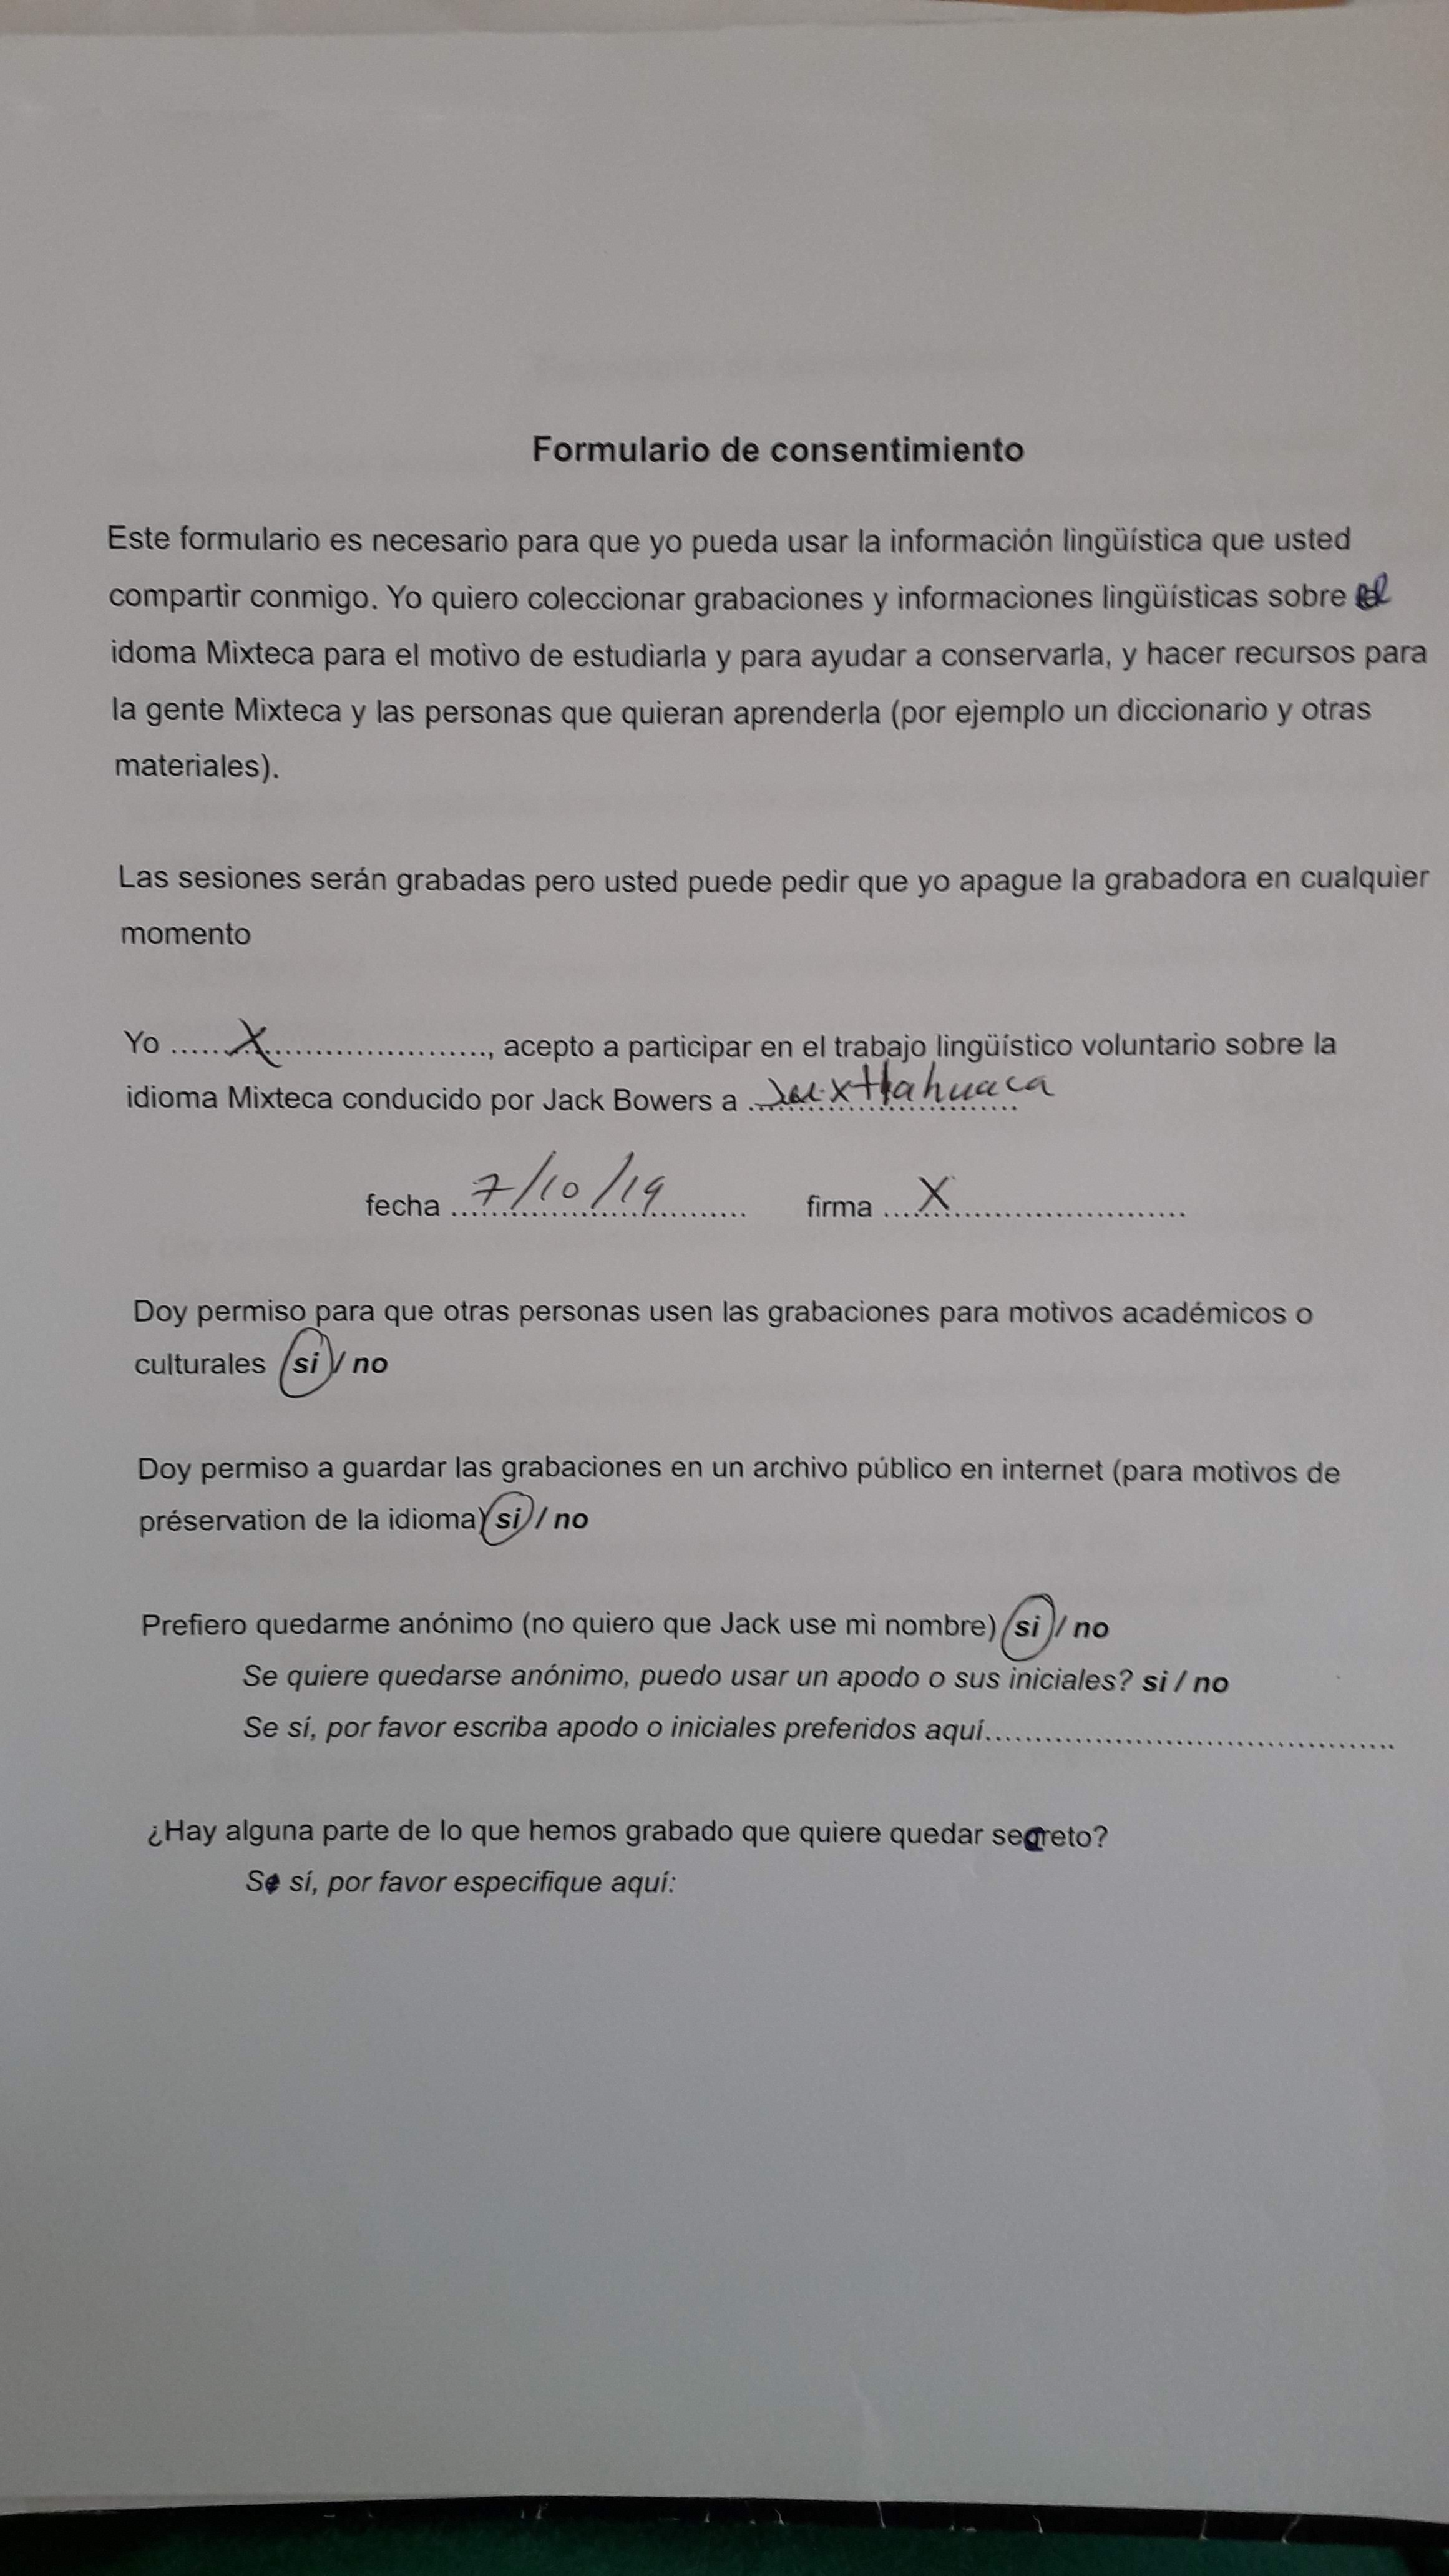 Formulario de consentimiento
Este formulario es necesario para que yo pueda usar la información lingüística que usted
compartir conmigo. Yo quiero coleccionar grabaciones y informaciones lingüísticas sobre el
idoma Mixteca para el motivo de estudiarla y para ayudar a conservarla, y hacer recursos para
la gente Mixteca y las personas que quieran aprenderla (por ejemplo un diccionario y otras
materiales).
Las sesiones serán grabadas pero usted puede pedir que yo apague la grabadora en cualquier
momento
Yo ......X............................, acepto a participar en el trabajo lingüístico voluntario sobre la
idioma Mixteca conducido por Jack Bowers a Juxtlahuaca
fecha 7/10/19 firma X
Doy permiso para que otras personas usen las grabaciones para motivos académicos o
culturales si / no
Doy permiso a guardar las grabaciones en un archivo público en internet (para motivos de
préservation de la idioma) si / no
Prefiero quedarme anónimo (no quiero que Jack use mi nombre) si / no
Se quiere quedarse anónimo, puedo usar un apodo o sus iniciales? si / no
Se sí, por favor escriba apodo o iniciales preferidos aquí..........................................
¿Hay alguna parte de lo que hemos grabado que quiere quedar secreto?
Si sí, por favor especifique aquí: